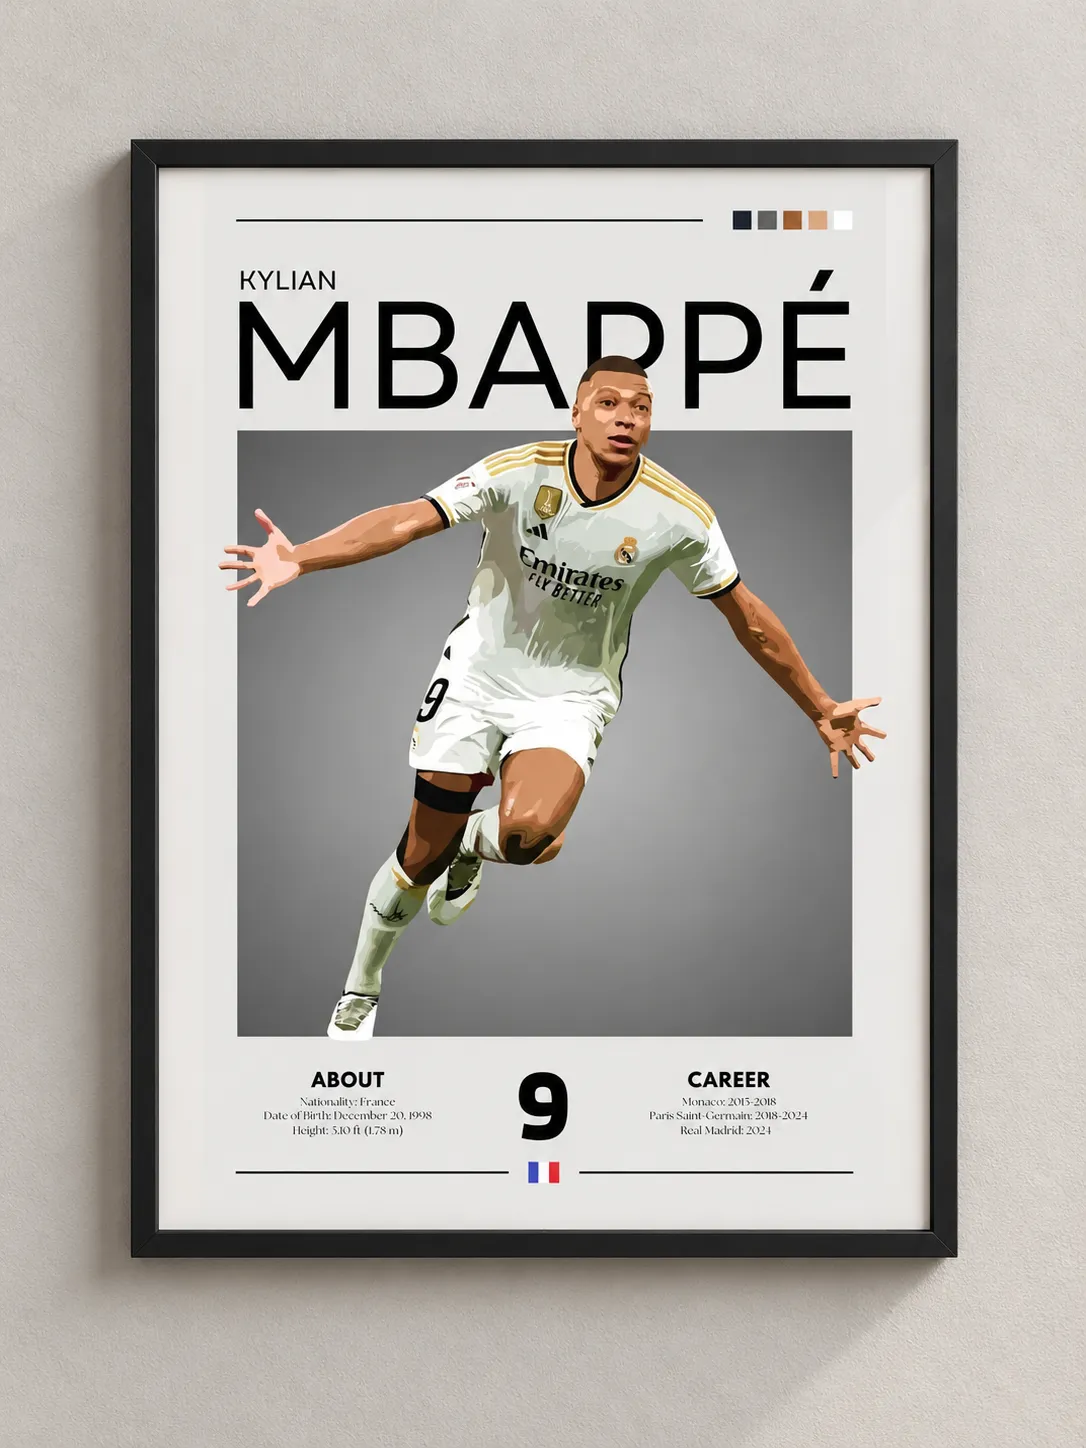 KYLIAN
MBAPPÉ
Emirates
FLY BETTER
9
ABOUT
Nationality: France
Date of Birth: December 20, 1998
Height: 5.10 ft (1.78 m)
9
CAREER
Monaco: 2015-2018
Paris Saint-Germain: 2018-2024
Real Madrid: 2024